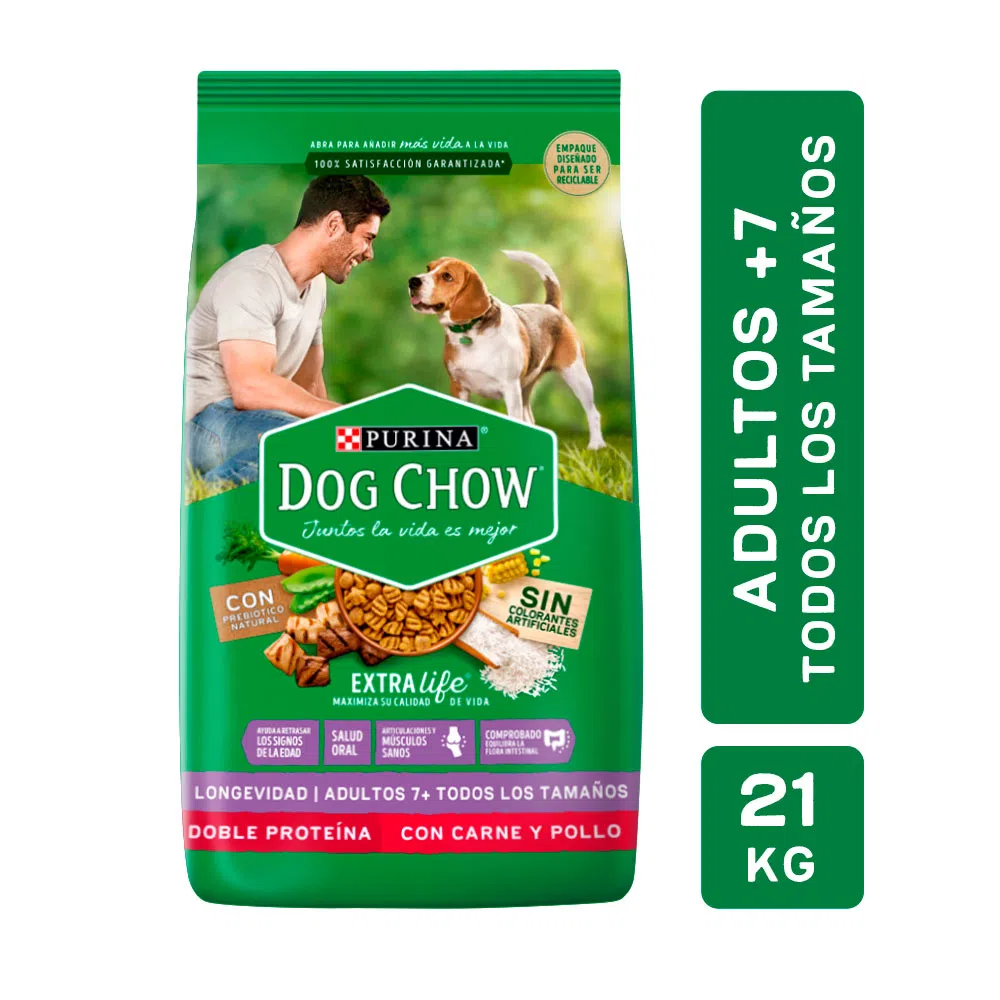 ABRA PARA AÑADIR más vida A LA VIDA
100% SATISFACCIÓN GARANTIZADA*
EMPAQUE
DISEÑADO
PARA SER
RECICLABLE
PURINA®
DOG CHOW®
Juntos la vida es mejor
CON
PREBIÓTICO
NATURAL
SIN
COLORANTES
ARTIFICIALES
EXTRA life®
MAXIMIZA SU CALIDAD DE VIDA
AYUDA A RETRASAR
LOS SIGNOS
DE LA EDAD
SALUD
ORAL
ARTICULACIONES Y
MÚSCULOS
SANOS
COMPROBADO
EQUILIBRA LA
FLORA INTESTINAL
LONGEVIDAD | ADULTOS 7+ TODOS LOS TAMAÑOS
DOBLE PROTEÍNA CON CARNE Y POLLO
ADULTOS +7
TODOS LOS TAMAÑOS
21
KG